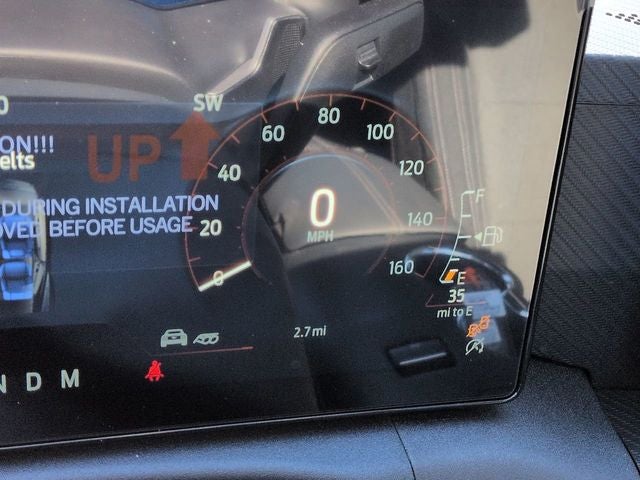 0
SW
ON!!!
UP
elts
DURING INSTALLATION
OVED BEFORE USAGE
0
20
40
60
80
100
120
140
160
0
MPH
F
E
35
mi to E
2.7 mi
N D M